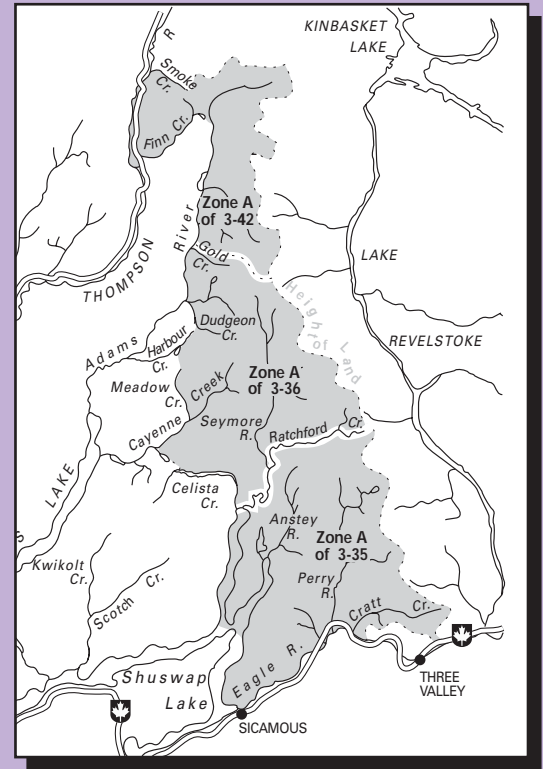 KINBASKET
LAKE
R
Smoke
Cr.
Finn Cr.
Zone A
of 3-42
River
THOMPSON
Gold
Cr.
LAKE
Height
of Land
Adams
Harbour
Cr.
Dudgeon
Cr.
REVELSTOKE
Meadow
Cr.
Creek
Zone A
of 3-36
Cayenne
Seymore
R.
Ratchford Cr.
LAKE
Celista
Cr.
Anstey
R.
Zone A
of 3-35
Kwikolt
Cr.
Scotch Cr.
Perry
R.
Cratt Cr.
Eagle R.
Shuswap
Lake
THREE
VALLEY
SICAMOUS